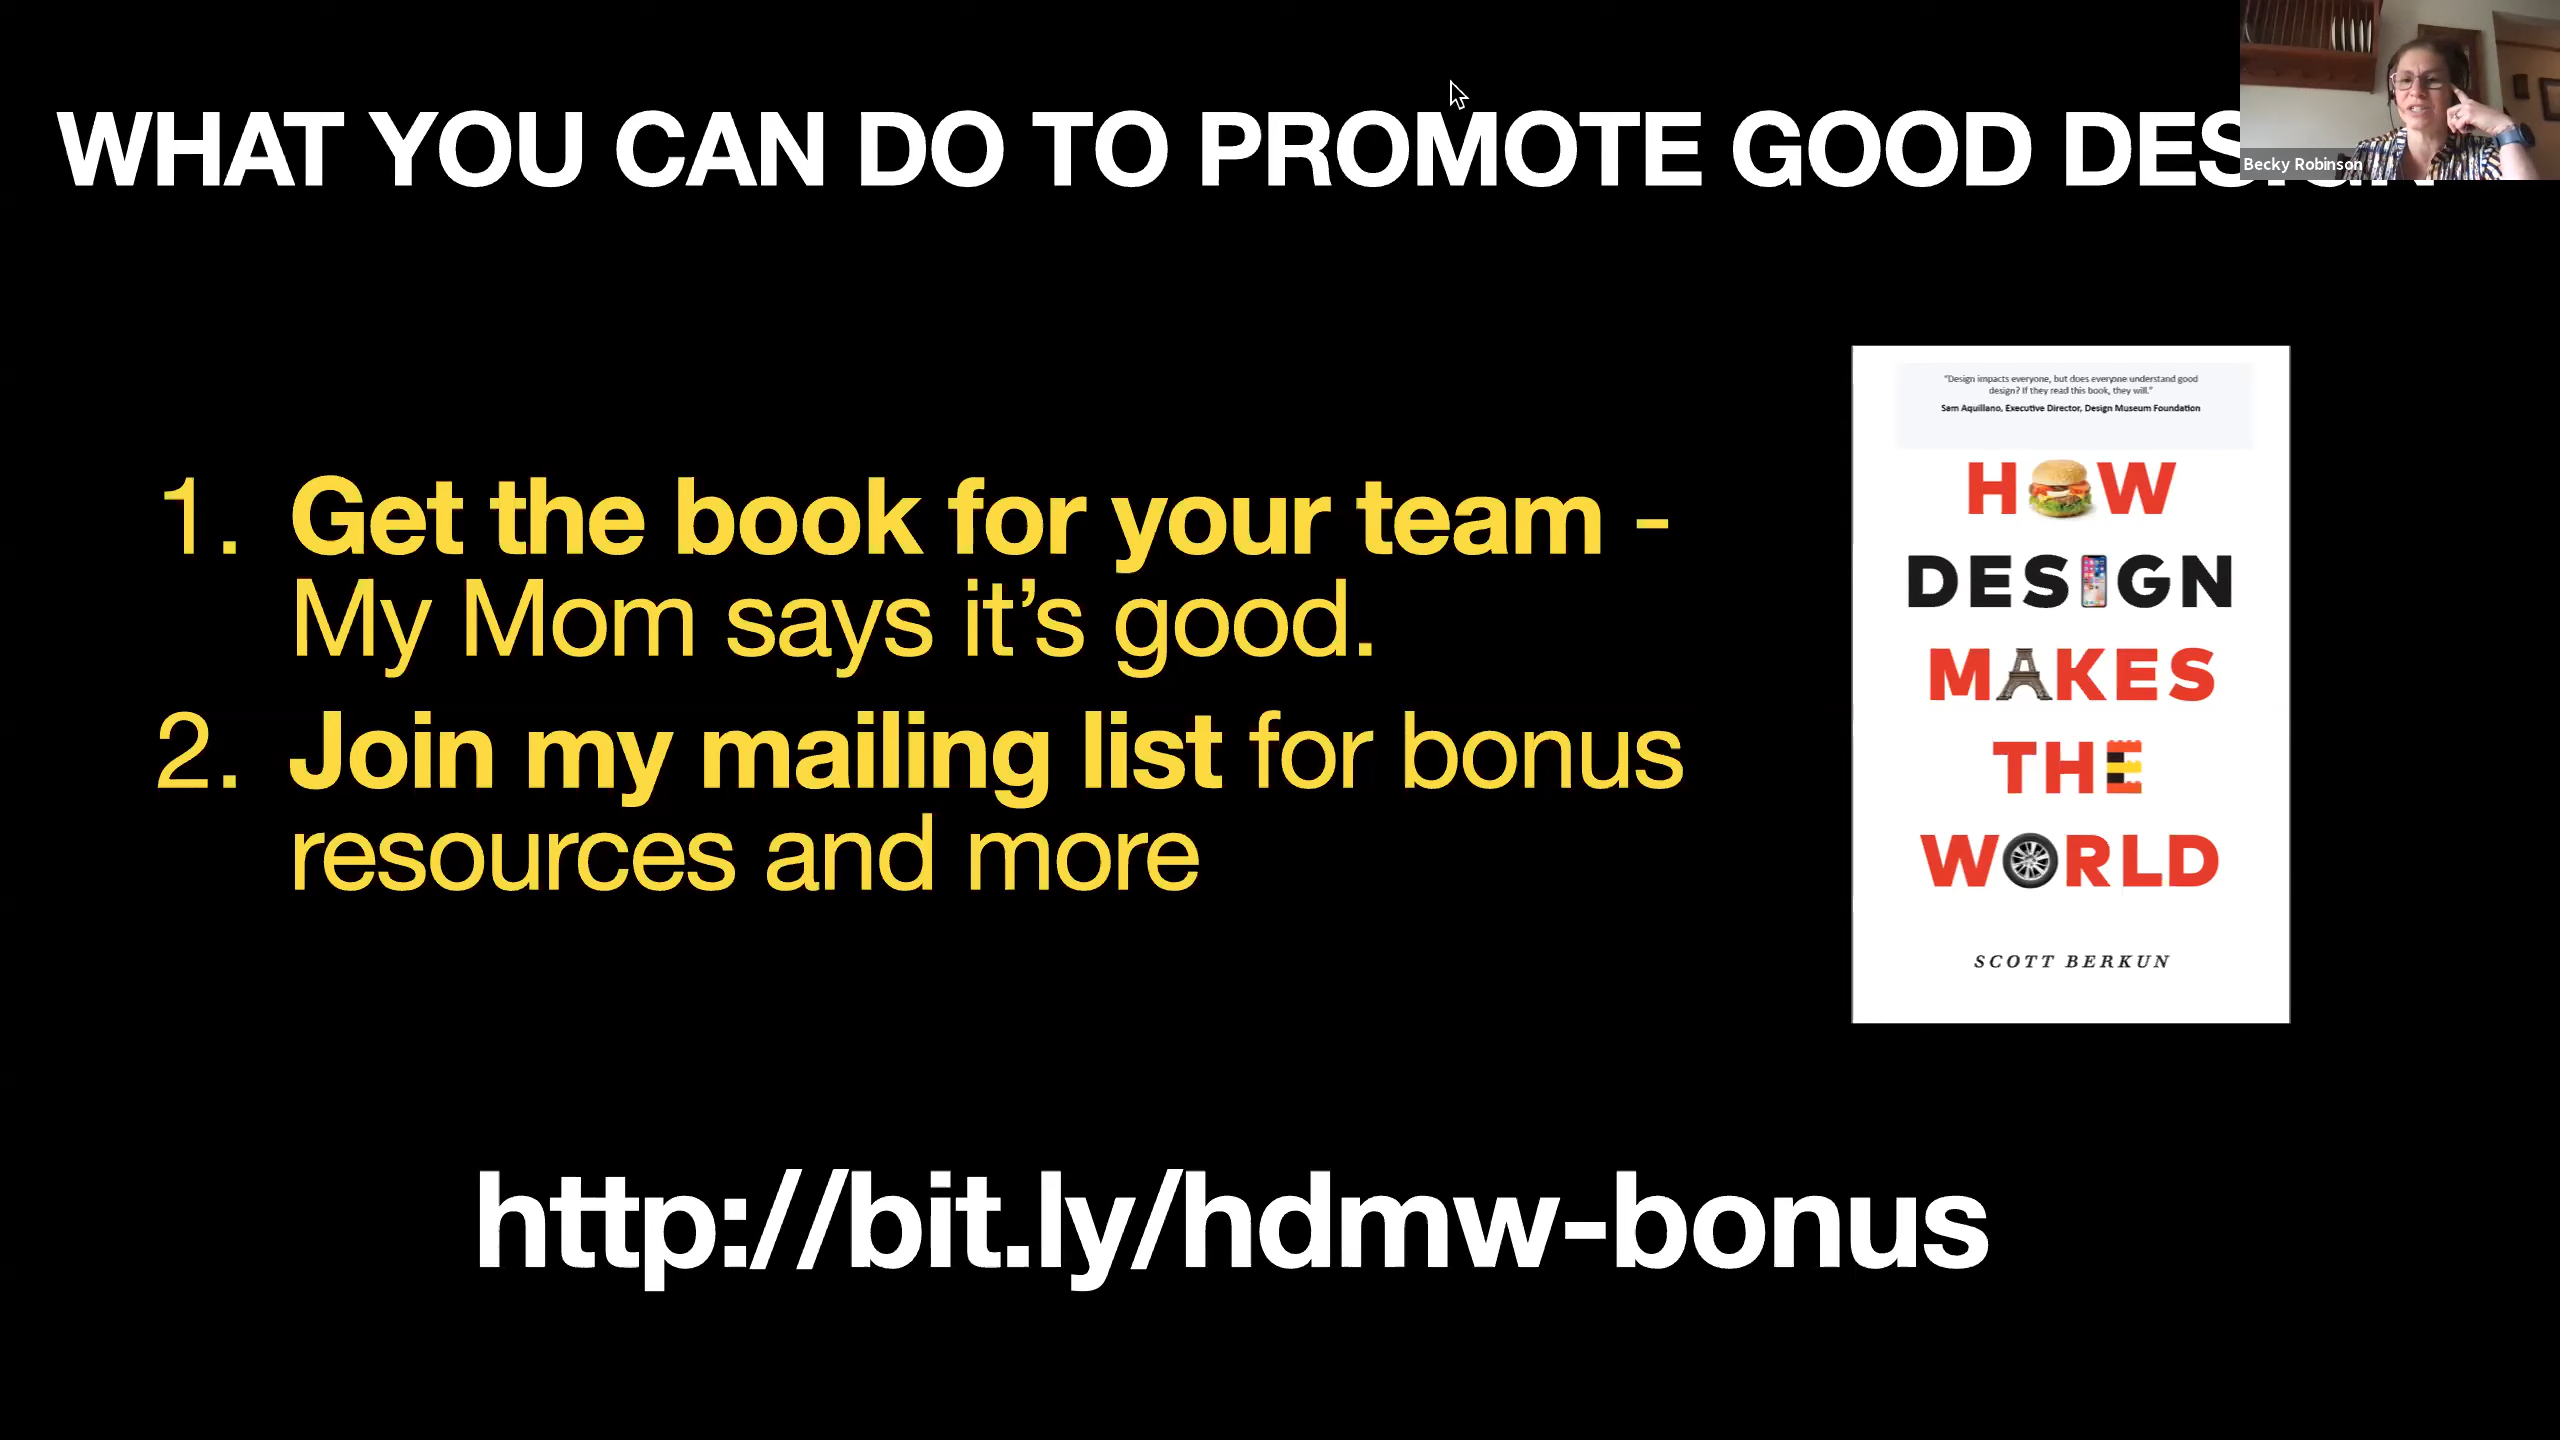 WHAT YOU CAN DO TO PROMOTE GOOD DESIGN
Becky Robinson
1. Get the book for your team -
My Mom says it’s good.
2. Join my mailing list for bonus
resources and more
“Design impacts everyone, but does everyone understand good
design? If they read this book, they will.”
Sam Aquillano, Executive Director, Design Museum Foundation
HOW
DESIGN
MAKES
THE
WORLD
SCOTT BERKUN
http://bit.ly/hdmw-bonus